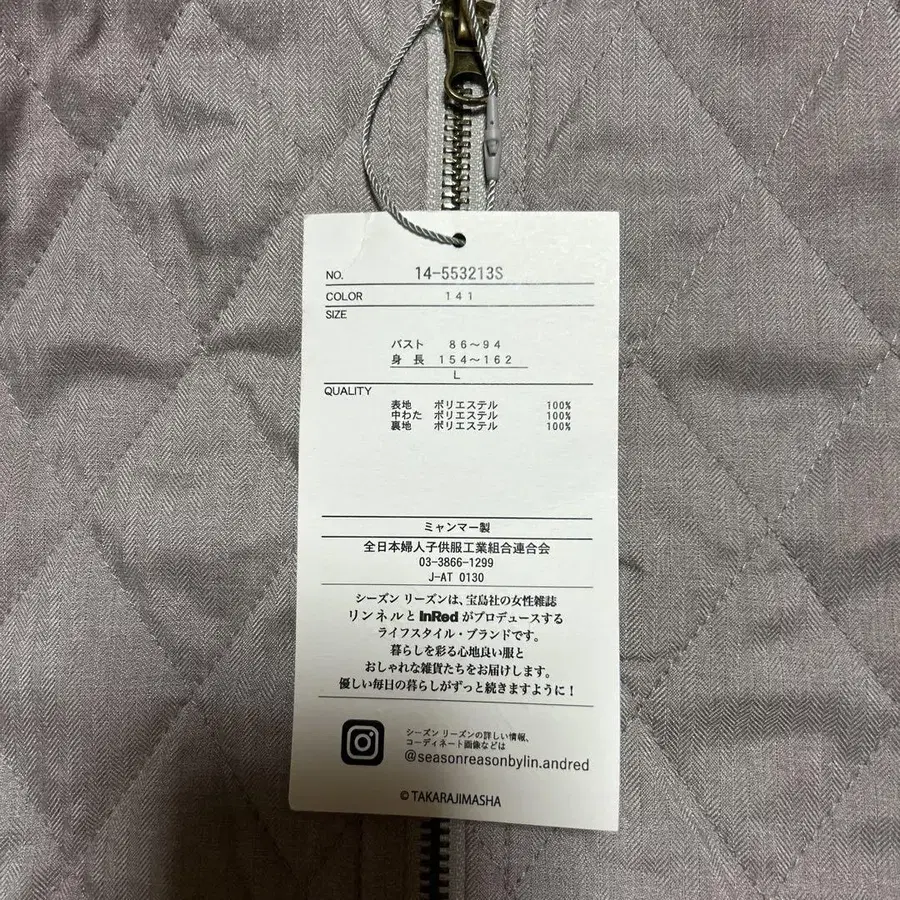 NO. 14-553213S
COLOR 141
SIZE
バスト 86～94
身長 154～162
L
QUALITY
表地 ポリエステル 100%
中わた ポリエステル 100%
裏地 ポリエステル 100%
ミャンマー製
全日本婦人子供服工業組合連合会
03-3866-1299
J-AT 0130
シーズン リーズンは、宝島社の女性雑誌
リンネルと InRed がプロデュースする
ライフスタイル・ブランドです。
暮らしを彩る心地良い服と
おしゃれな雑貨たちをお届けします。
優しい毎日の暮らしがずっと続きますように！
シーズン リーズンの詳しい情報、
コーディネート画像などは
@seasonreasonbylin.andred
© TAKARAJIMASHA